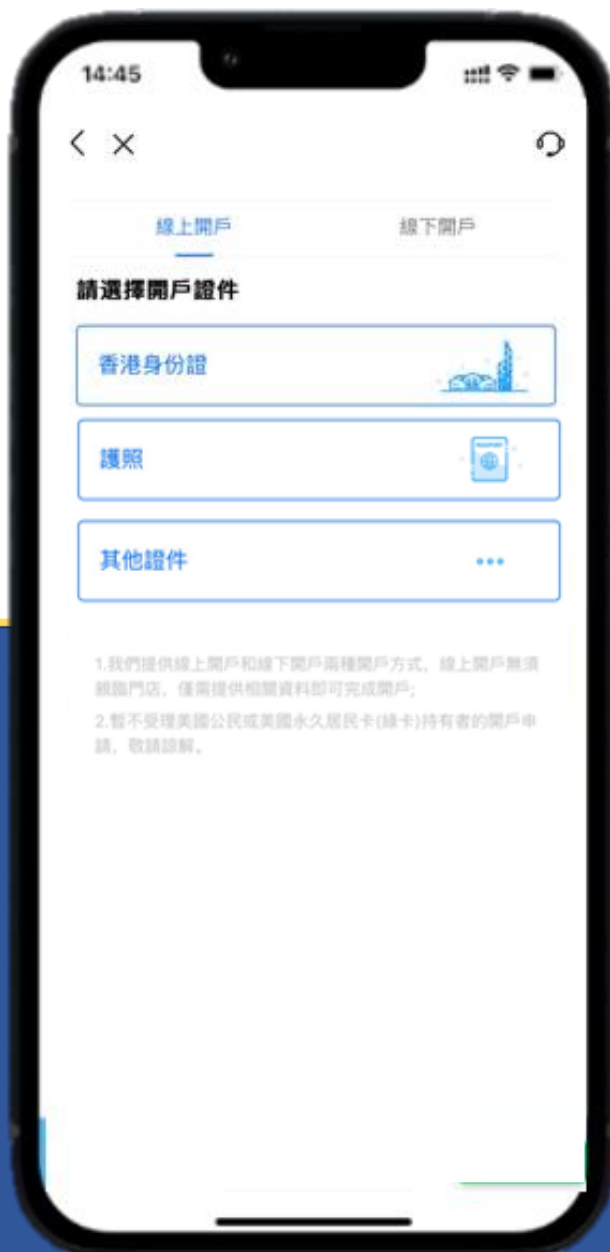 14:45
線上開戶 線下開戶
請選擇開戶證件
香港身份證
護照
其他證件
1.我們提供線上開戶和線下開戶兩種開戶方式，線上開戶無須
親臨門店，僅需提供相關資料即可完成開戶;
2.暫不受理美國公民或美國永久居民卡(綠卡)持有者的開戶申
請，敬請諒解。